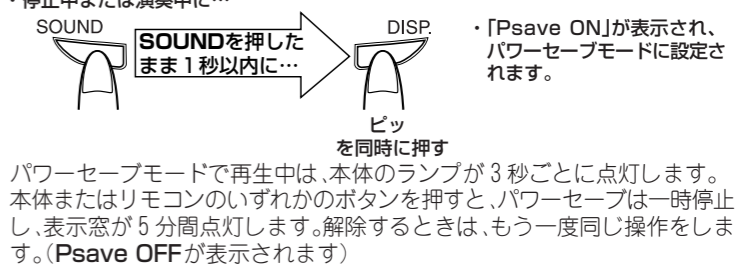 ・停止中または演奏中に…
SOUND
SOUNDを押した
まま1秒以内に…
DISP.
ピッ
を同時に押す
・「Psave ON」が表示され、
パワーセーブモードに設定さ
れます。
パワーセーブモードで再生中は、本体のランプが3秒ごとに点灯します。
本体またはリモコンのいずれかのボタンを押すと、パワーセーブは一時停止
し、表示窓が5分間点灯します。解除するときは、もう一度同じ操作をしま
す。(Psave OFFが表示されます)